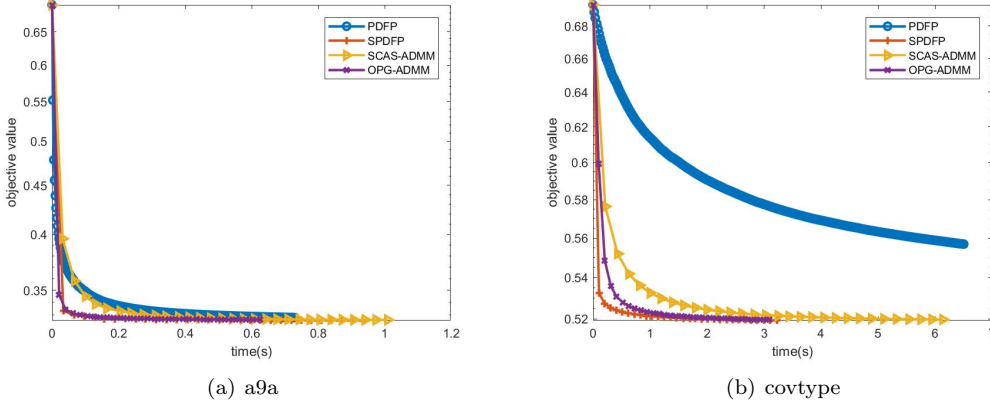 PDFP
SPDFP
SCAS-ADMM
OPG-ADMM
objective value
0.65
0.6
0.55
0.5
0.45
0.4
0.35
0 0.2 0.4 0.6 0.8 1 1.2
time(s)
(a) a9a
PDFP
SPDFP
SCAS-ADMM
OPG-ADMM
objective value
0.68
0.66
0.64
0.62
0.6
0.58
0.56
0.54
0.52
0 1 2 3 4 5 6 7
time(s)
(b) covtype